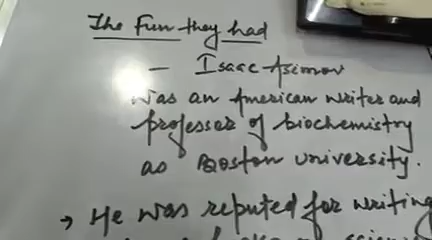 The Fun they had
— Isaac Asimov
was an American writer and
professor of biochemistry
as Boston university.
→ He was reputed for writing